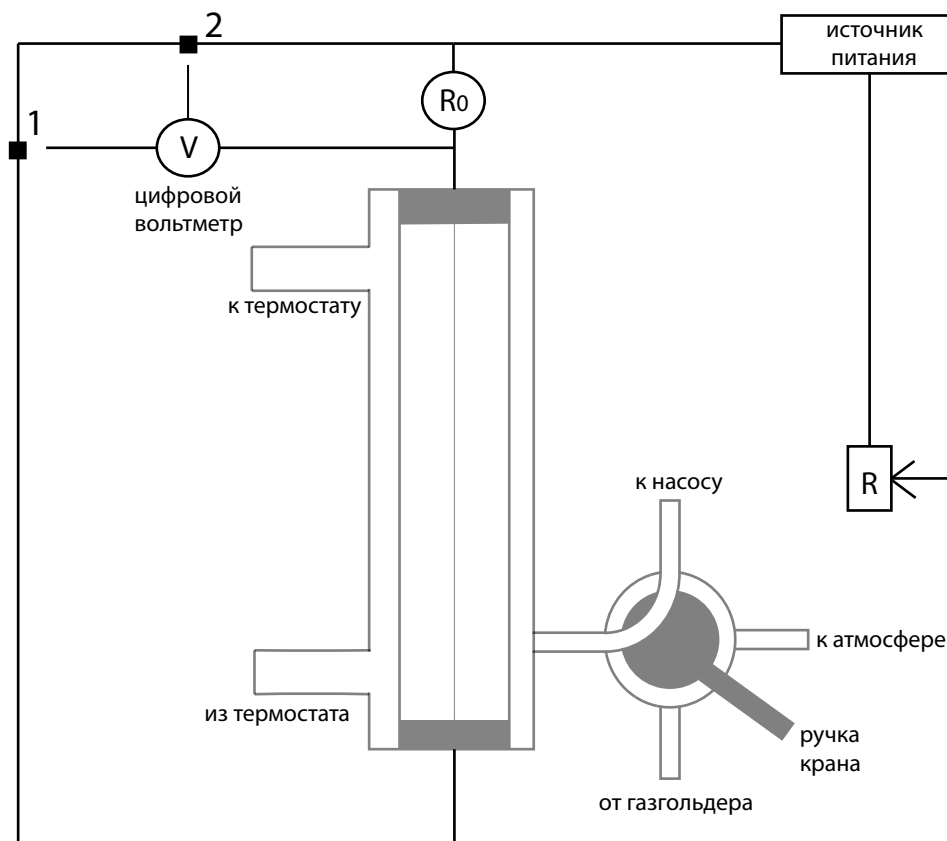 2
источник
питания
R0
1
V
цифровой
вольтметр
к термостату
к насосу
R
к атмосфере
из термостата
ручка
крана
от газгольдера